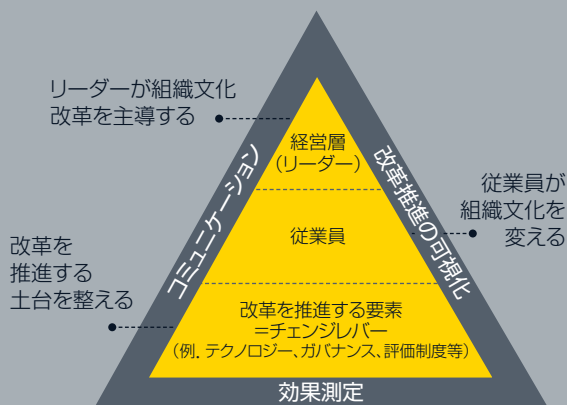 リーダーが組織文化
改革を主導する
経営層
(リーダー)
コミュニケーション
改革推進の可視化
従業員が
組織文化を
変える
従業員
改革を
推進する
土台を整える
改革を推進する要素
=チェンジレバー
(例. テクノロジー、ガバナンス、評価制度等)
効果測定